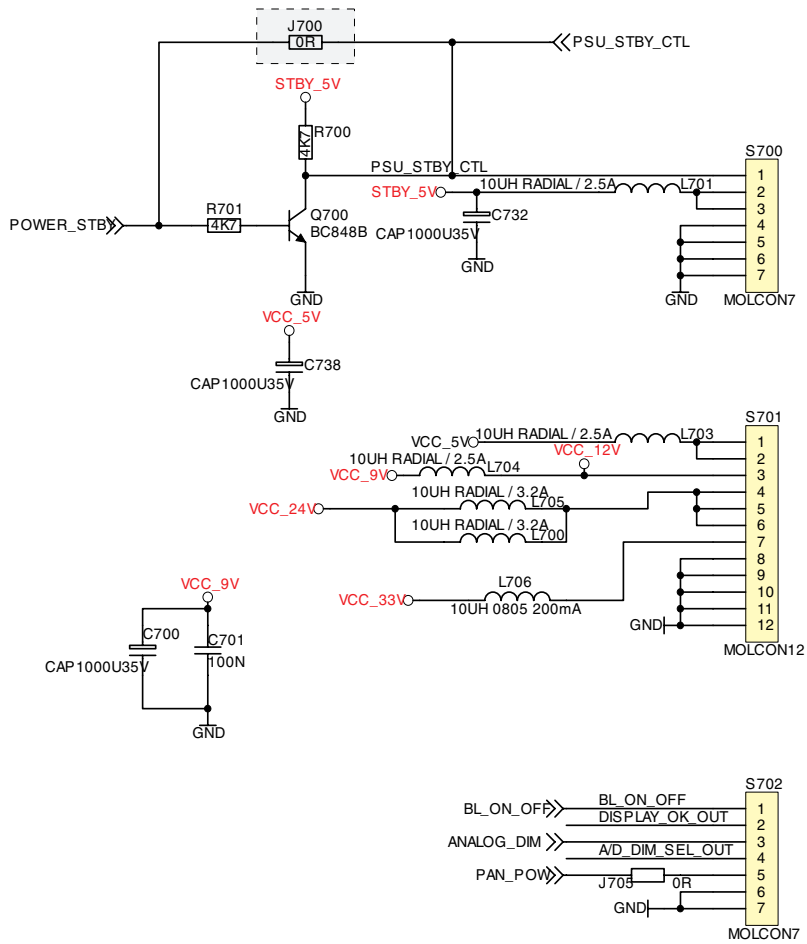 J700
0R
PSU_STBY_CTL
STBY_5V
R700
4K7
PSU_STBY_CTL
S700
10UH RADIAL / 2.5A
L701
STBY_5V
1
2
3
4
5
6
7
R701
4K7
POWER_STBY
Q700
BC848B
C732
CAP1000U35V
GND
GND
GND
MOLCON7
VCC_5V
C738
CAP1000U35V
GND
S701
VCC_5V
10UH RADIAL / 2.5A
L703
VCC_12V
10UH RADIAL / 2.5A
L704
VCC_9V
10UH RADIAL / 3.2A
L705
VCC_24V
10UH RADIAL / 3.2A
L700
1
2
3
4
5
6
7
8
9
10
11
12
L706
VCC_33V
10UH 0805 200mA
GND
MOLCON12
VCC_9V
C700
C701
100N
CAP1000U35V
GND
S702
BL_ON_OFF
BL_ON_OFF
DISPLAY_OK_OUT
ANALOG_DIM
A/D_DIM_SEL_OUT
PAN_POW
J705
0R
GND
1
2
3
4
5
6
7
MOLCON7